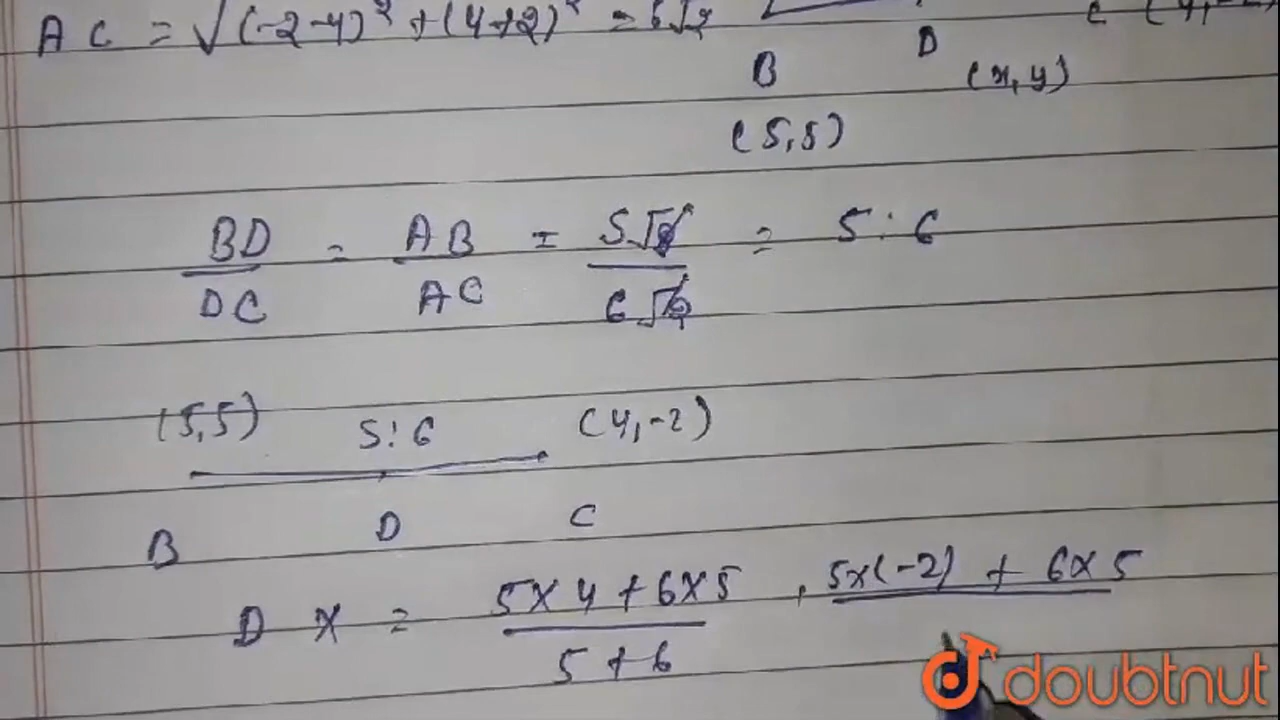 AC = √(-2-4)² + (4+2)² = 6√2
C (4,-2)
B
D
(x, y)
(5,5)
BD/DC = AB/AC = 5√2/6√2 = 5:6
(5,5) 5:6 (4,-2)
B D C
D x = 5×4+6×5/5+6 , 5×(-2) + 6×5
doubtnut